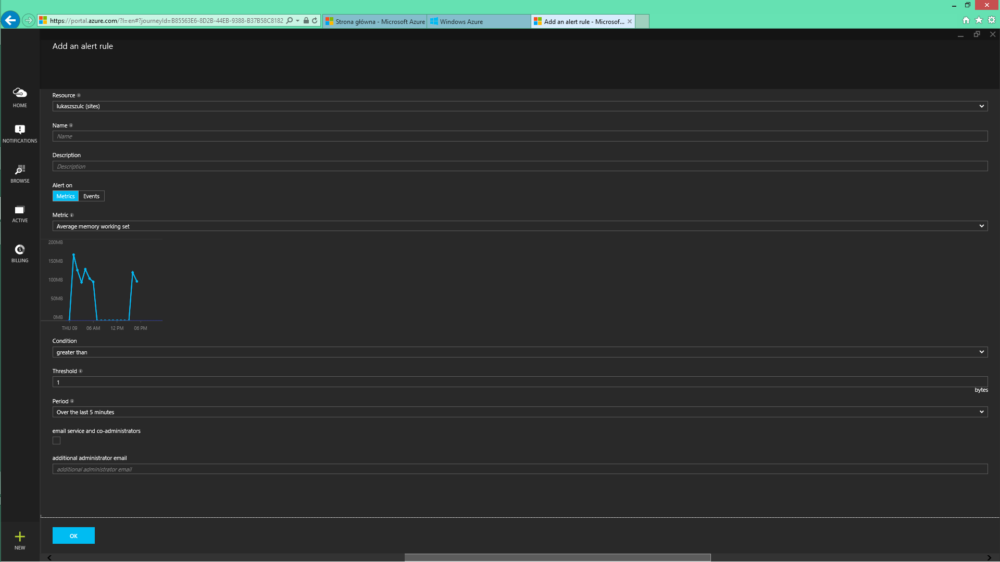 https://portal.azure.com/?l=en#?journeyId=B85563E6-8D2B-44EB-9388-B37B58C8182
Strona główna - Microsoft Azure
Windows Azure
Add an alert rule - Microsof...
Add an alert rule
HOME
NOTIFICATIONS
BROWSE
ACTIVE
BILLING
NEW
Resource
lukaszszulc (sites)
Name
Name
Description
Description
Alert on
Metrics Events
Metric
Average memory working set
200MB
150MB
100MB
50MB
0MB
THU 09 06 AM 12 PM 06 PM
Condition
greater than
Threshold
1
bytes
Period
Over the last 5 minutes
email service and co-administrators
additional administrator email
additional administrator email
OK